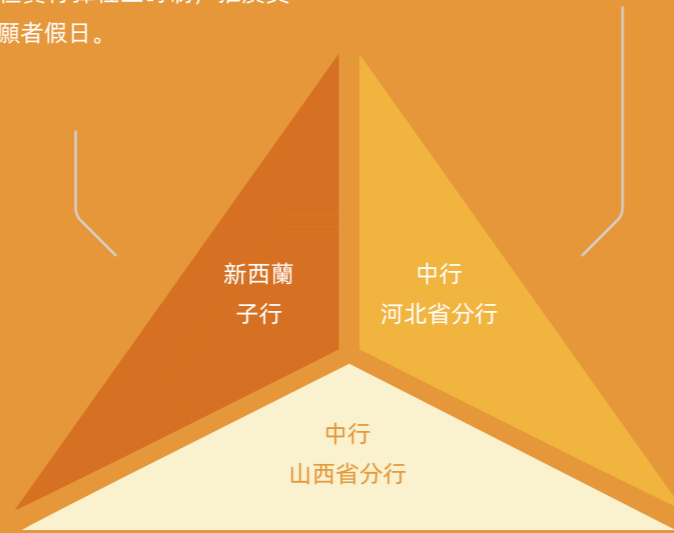 願者假日。
新西蘭
子行
中行
河北省分行
中行
山西省分行